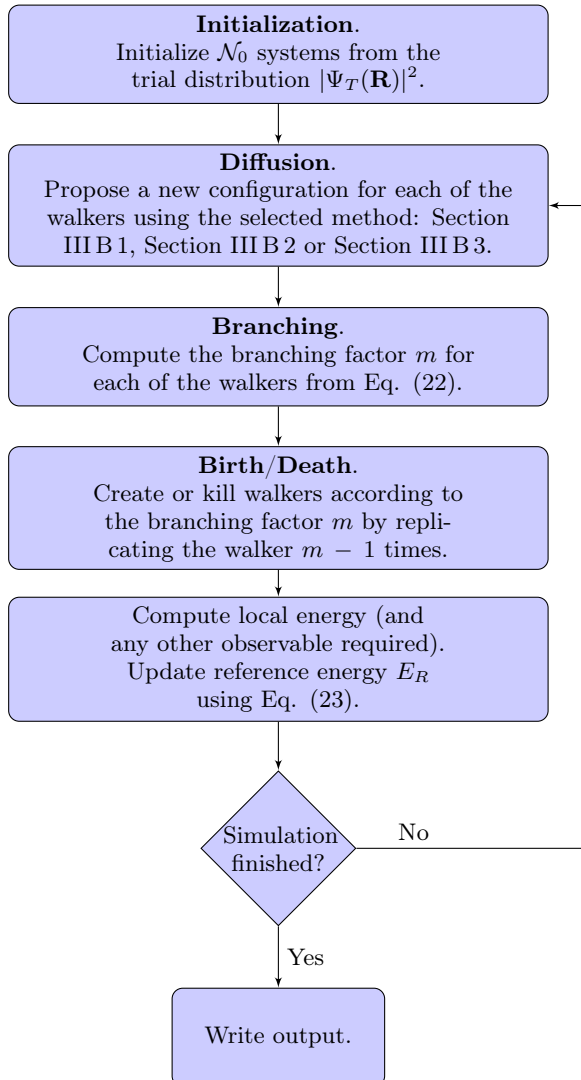 Initialization.
Initialize 𝒩₀ systems from the
trial distribution |Ψ_T(R)|².
Diffusion.
Propose a new configuration for each of the
walkers using the selected method: Section
III B 1, Section III B 2 or Section III B 3.
Branching.
Compute the branching factor m for
each of the walkers from Eq. (22).
Birth/Death.
Create or kill walkers according to
the branching factor m by repli-
cating the walker m − 1 times.
Compute local energy (and
any other observable required).
Update reference energy E_R
using Eq. (23).
Simulation
finished?
No
Yes
Write output.